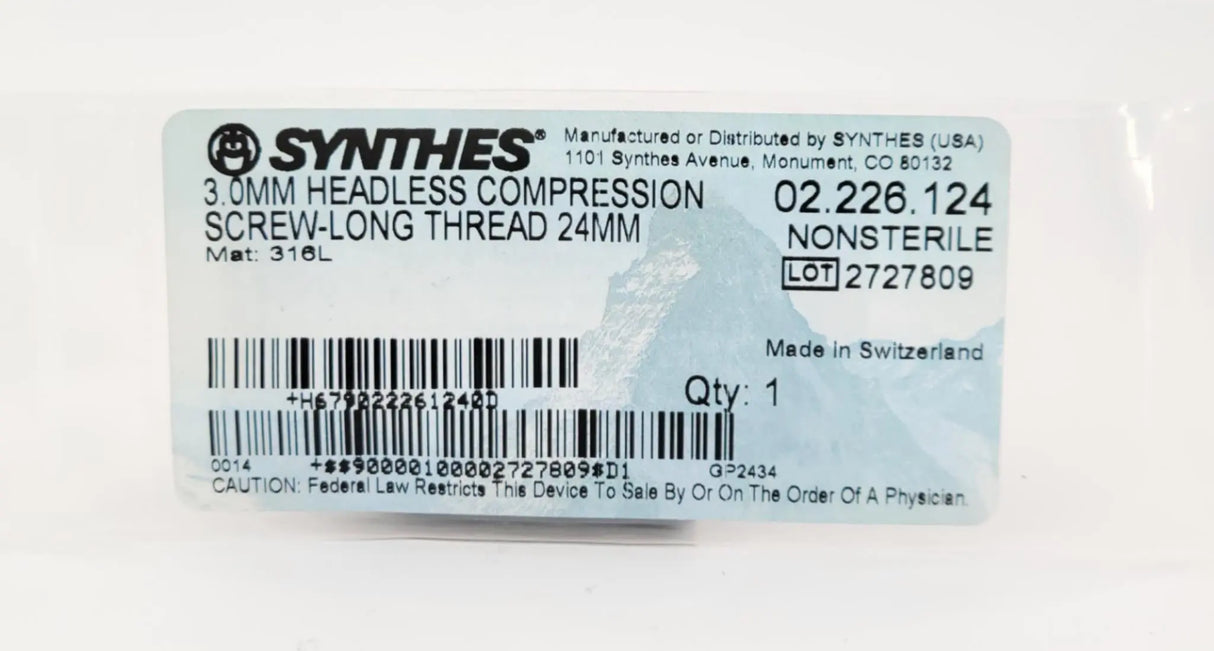 SYNTHES® Manufactured or Distributed by SYNTHES (USA)
1101 Synthes Avenue, Monument, CO 80132
3.0MM HEADLESS COMPRESSION
SCREW-LONG THREAD 24MM
Mat: 316L
02.226.124
NONSTERILE
LOT 2727809
Made in Switzerland
+H679022261240D
Qty: 1
0014 +$$90000100002727809$D1 GP2434
CAUTION: Federal Law Restricts This Device To Sale By Or On The Order Of A Physician.